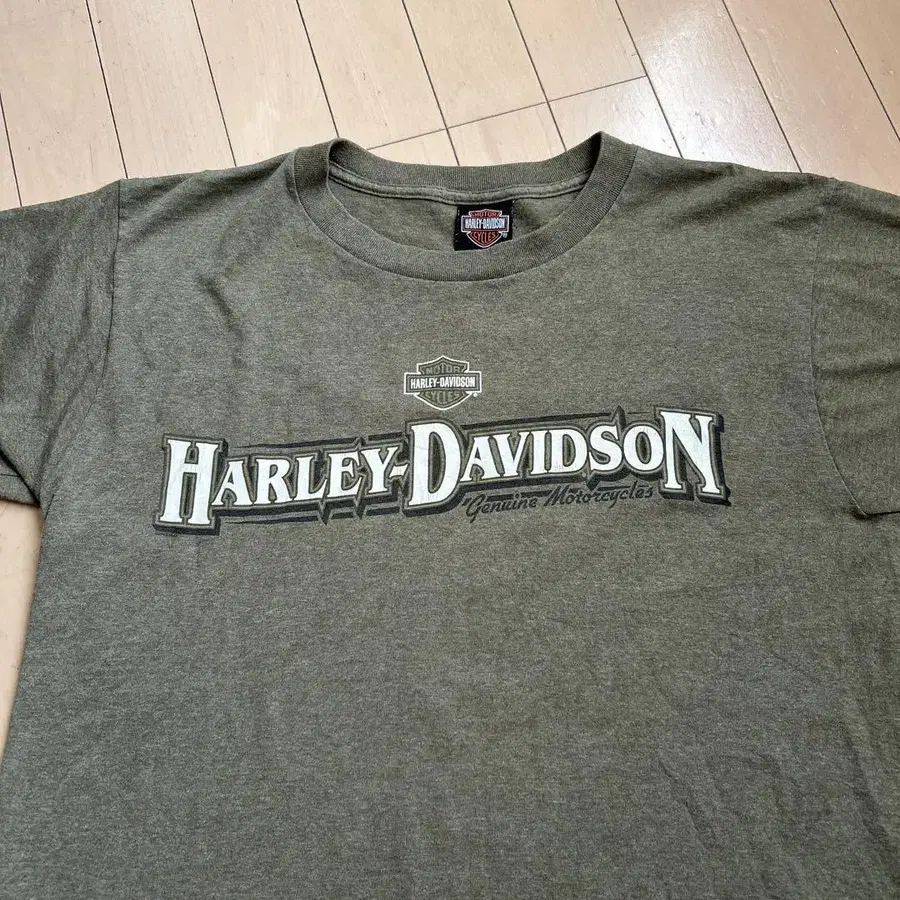 MOTOR
HARLEY-DAVIDSON
CYCLES
®
MOTOR
HARLEY-DAVIDSON
CYCLES
®
HARLEY-DAVIDSON
Genuine Motorcycles